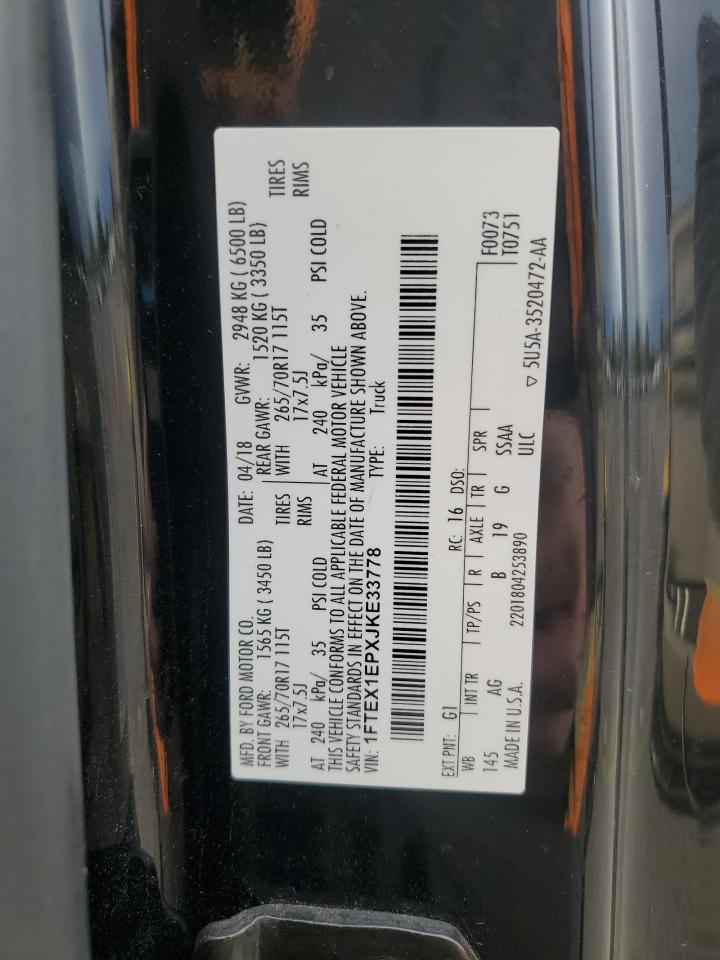 MFD. BY FORD MOTOR CO. DATE: 04/18 GVWR: 2948 KG ( 6500 LB)
FRONT GAWR: 1565 KG ( 3450 LB) REAR GAWR: 1520 KG ( 3350 LB)
WITH 265/70R17 115T TIRES WITH 265/70R17 115T TIRES
17x7.5J RIMS 17x7.5J RIMS
AT 240 kPa/ 35 PSI COLD AT 240 kPa/ 35 PSI COLD
THIS VEHICLE CONFORMS TO ALL APPLICABLE FEDERAL MOTOR VEHICLE
SAFETY STANDARDS IN EFFECT ON THE DATE OF MANUFACTURE SHOWN ABOVE.
VIN: 1FTEX1EPXJKE33778 TYPE: Truck
EXT PNT: G1 RC: 16 DSO: F0073
WB INT TR TP/PS R AXLE TR SPR T0751
145 AG B 19 G SSAA
MADE IN U.S.A. 2201804253890 ULC ▽ 5U5A-3520472-AA